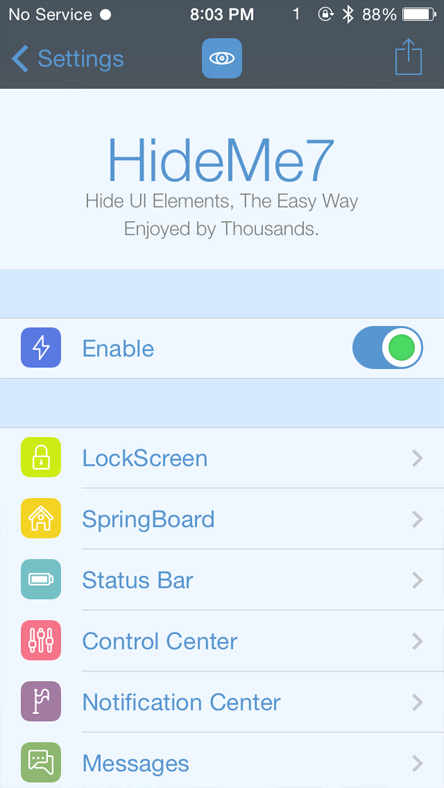 No Service 8:03 PM 1 88%
Settings
HideMe7
Hide UI Elements, The Easy Way
Enjoyed by Thousands.
Enable
LockScreen
SpringBoard
Status Bar
Control Center
Notification Center
Messages